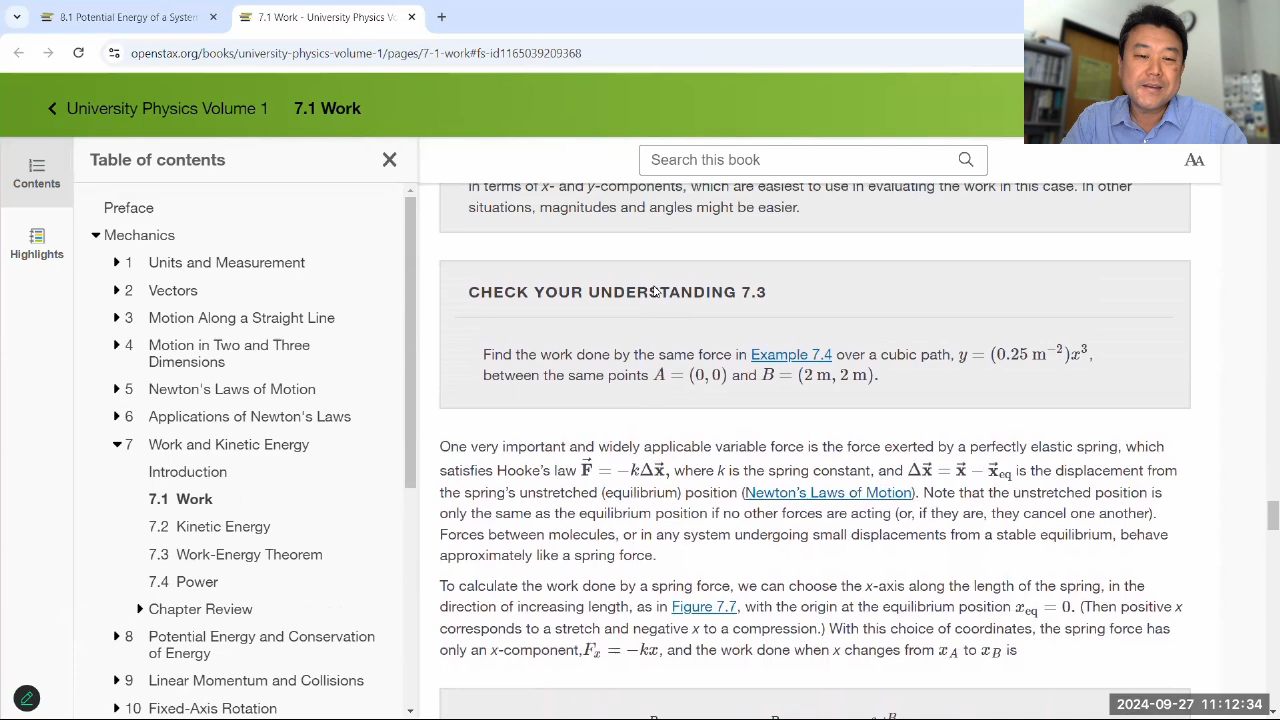 8.1 Potential Energy of a System
7.1 Work - University Physics Vo
openstax.org/books/university-physics-volume-1/pages/7-1-work#fs-id1165039209368
University Physics Volume 1 7.1 Work
Contents
Highlights
Table of contents
Preface
Mechanics
1 Units and Measurement
2 Vectors
3 Motion Along a Straight Line
4 Motion in Two and Three
Dimensions
5 Newton's Laws of Motion
6 Applications of Newton's Laws
7 Work and Kinetic Energy
Introduction
7.1 Work
7.2 Kinetic Energy
7.3 Work-Energy Theorem
7.4 Power
Chapter Review
8 Potential Energy and Conservation
of Energy
9 Linear Momentum and Collisions
10 Fixed-Axis Rotation
Search this book
AA
in terms of x- and y-components, which are easiest to use in evaluating the work in this case. In other
situations, magnitudes and angles might be easier.
CHECK YOUR UNDERSTANDING 7.3
Find the work done by the same force in Example 7.4 over a cubic path, y = (0.25 m⁻²)x³,
between the same points A = (0, 0) and B = (2 m, 2 m).
One very important and widely applicable variable force is the force exerted by a perfectly elastic spring, which
satisfies Hooke's law F⃗ = −kΔx⃗, where k is the spring constant, and Δx⃗ = x⃗ − x⃗eq is the displacement from
the spring's unstretched (equilibrium) position (Newton's Laws of Motion). Note that the unstretched position is
only the same as the equilibrium position if no other forces are acting (or, if they are, they cancel one another).
Forces between molecules, or in any system undergoing small displacements from a stable equilibrium, behave
approximately like a spring force.
To calculate the work done by a spring force, we can choose the x-axis along the length of the spring, in the
direction of increasing length, as in Figure 7.7, with the origin at the equilibrium position xeq = 0. (Then positive x
corresponds to a stretch and negative x to a compression.) With this choice of coordinates, the spring force has
only an x-component, Fx = −kx, and the work done when x changes from xA to xB is
2024-09-27 11:12:34